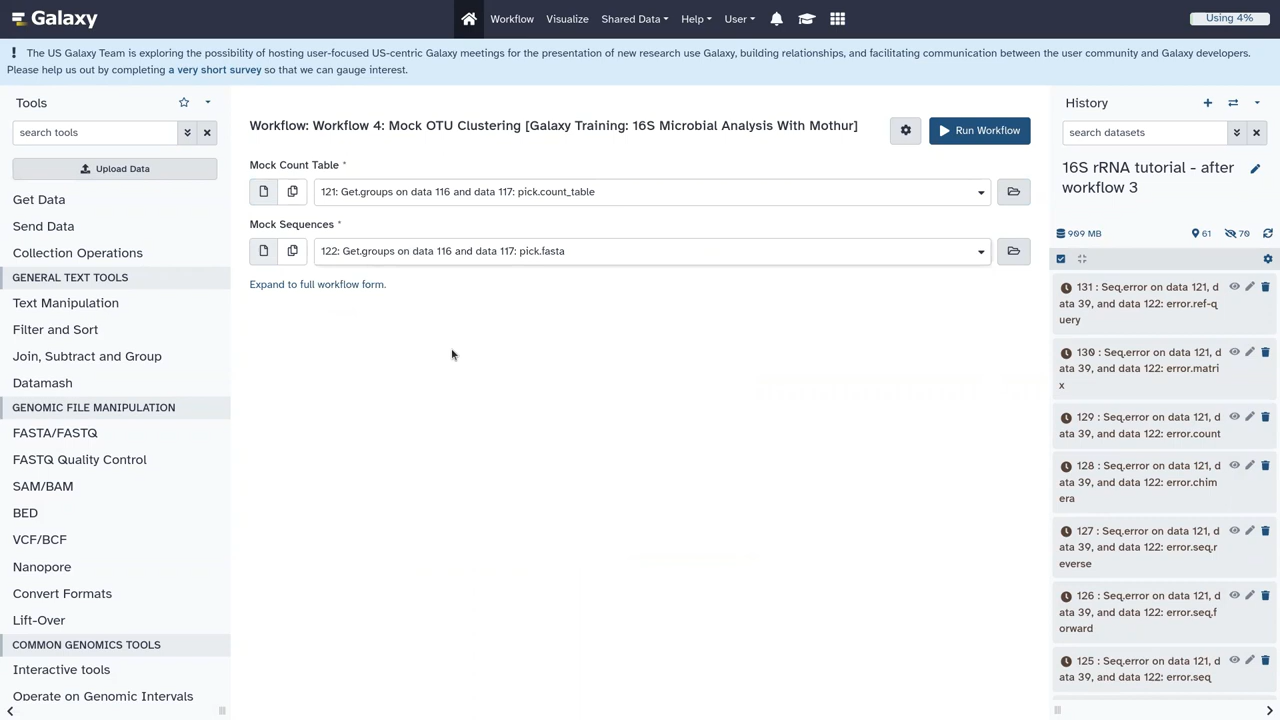 Galaxy
Workflow Visualize Shared Data Help User
Using 4%
! The US Galaxy Team is exploring the possibility of hosting user-focused US-centric Galaxy meetings for the presentation of new research use Galaxy, building relationships, and facilitating communication between the user community and Galaxy developers.
Please help us out by completing a very short survey so that we can gauge interest.
Tools
search tools
Upload Data
Get Data
Send Data
Collection Operations
GENERAL TEXT TOOLS
Text Manipulation
Filter and Sort
Join, Subtract and Group
Datamash
GENOMIC FILE MANIPULATION
FASTA/FASTQ
FASTQ Quality Control
SAM/BAM
BED
VCF/BCF
Nanopore
Convert Formats
Lift-Over
COMMON GENOMICS TOOLS
Interactive tools
Operate on Genomic Intervals
Workflow: Workflow 4: Mock OTU Clustering [Galaxy Training: 16S Microbial Analysis With Mothur]
Run Workflow
Mock Count Table *
121: Get.groups on data 116 and data 117: pick.count_table
Mock Sequences *
122: Get.groups on data 116 and data 117: pick.fasta
Expand to full workflow form.
History
search datasets
16S rRNA tutorial - after
workflow 3
909 MB
61
70
131 : Seq.error on data 121, d
ata 39, and data 122: error.ref-q
uery
130 : Seq.error on data 121, d
ata 39, and data 122: error.matri
x
129 : Seq.error on data 121, d
ata 39, and data 122: error.count
128 : Seq.error on data 121, d
ata 39, and data 122: error.chim
era
127 : Seq.error on data 121, d
ata 39, and data 122: error.seq.r
everse
126 : Seq.error on data 121, d
ata 39, and data 122: error.seq.f
orward
125 : Seq.error on data 121, d
ata 39, and data 122: error.seq